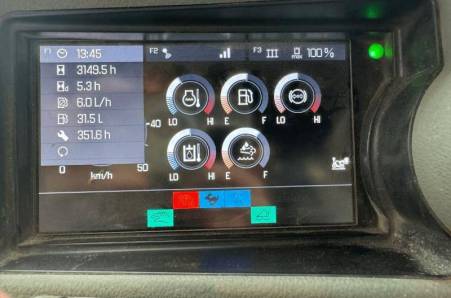 F1 13:45 F2 F3 III max 100%
3149.5 h
5.3 h
6.0 L/h
31.5 L
351.6 h
LO HI E F LO HI
-40
LO HI E F
0 50
km/h